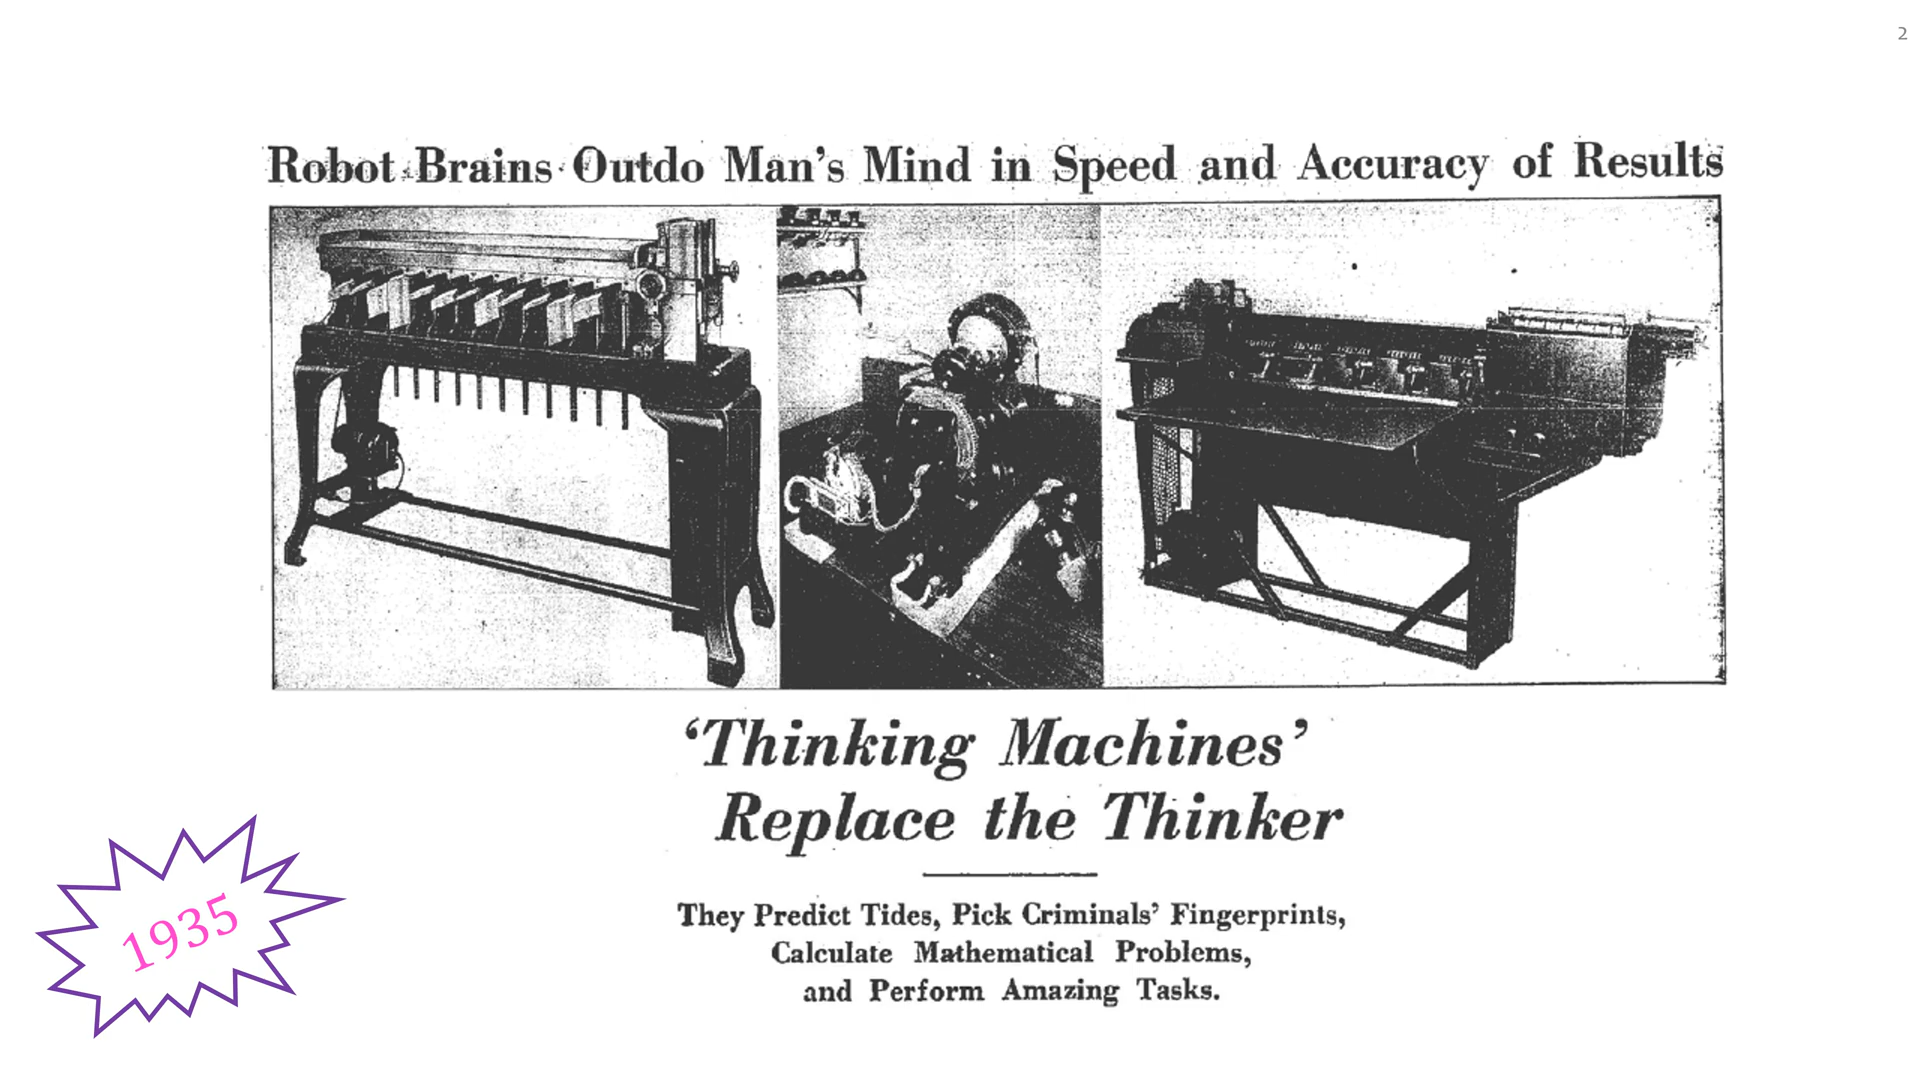 2
Robot Brains Outdo Man's Mind in Speed and Accuracy of Results
'Thinking Machines'
Replace the Thinker
They Predict Tides, Pick Criminals' Fingerprints,
Calculate Mathematical Problems,
and Perform Amazing Tasks.
1935